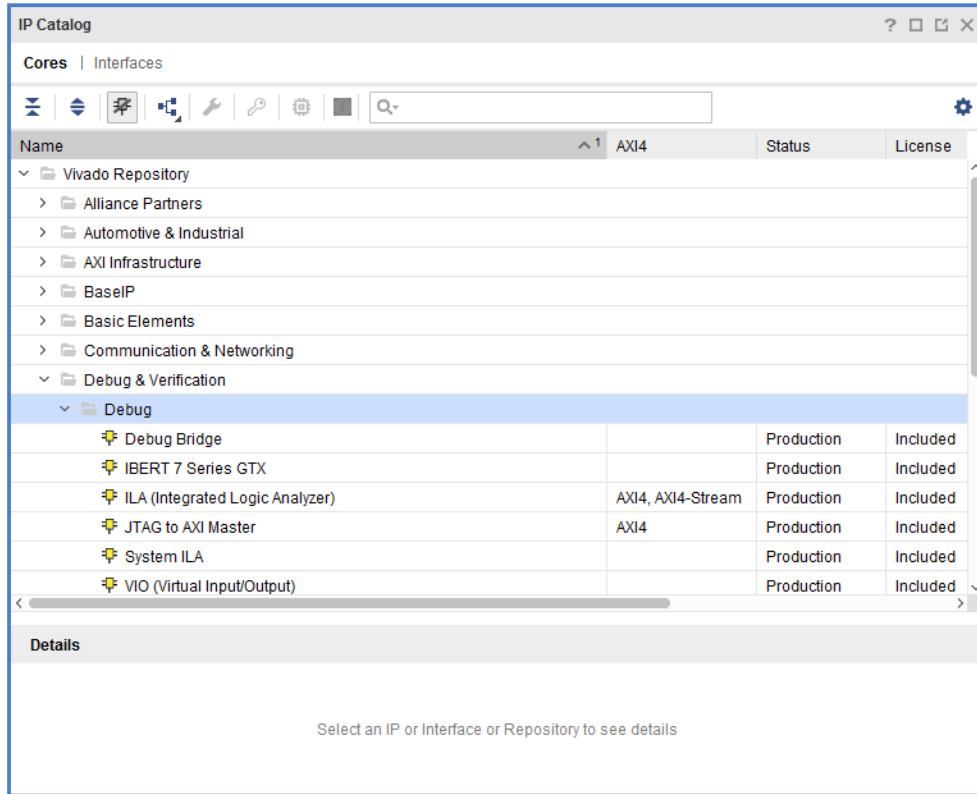 IP Catalog
Cores | Interfaces
Name 1 AXI4 Status License
Vivado Repository
Alliance Partners
Automotive & Industrial
AXI Infrastructure
BaseIP
Basic Elements
Communication & Networking
Debug & Verification
Debug
Debug Bridge Production Included
IBERT 7 Series GTX Production Included
ILA (Integrated Logic Analyzer) AXI4, AXI4-Stream Production Included
JTAG to AXI Master AXI4 Production Included
System ILA Production Included
VIO (Virtual Input/Output) Production Included
Details
Select an IP or Interface or Repository to see details